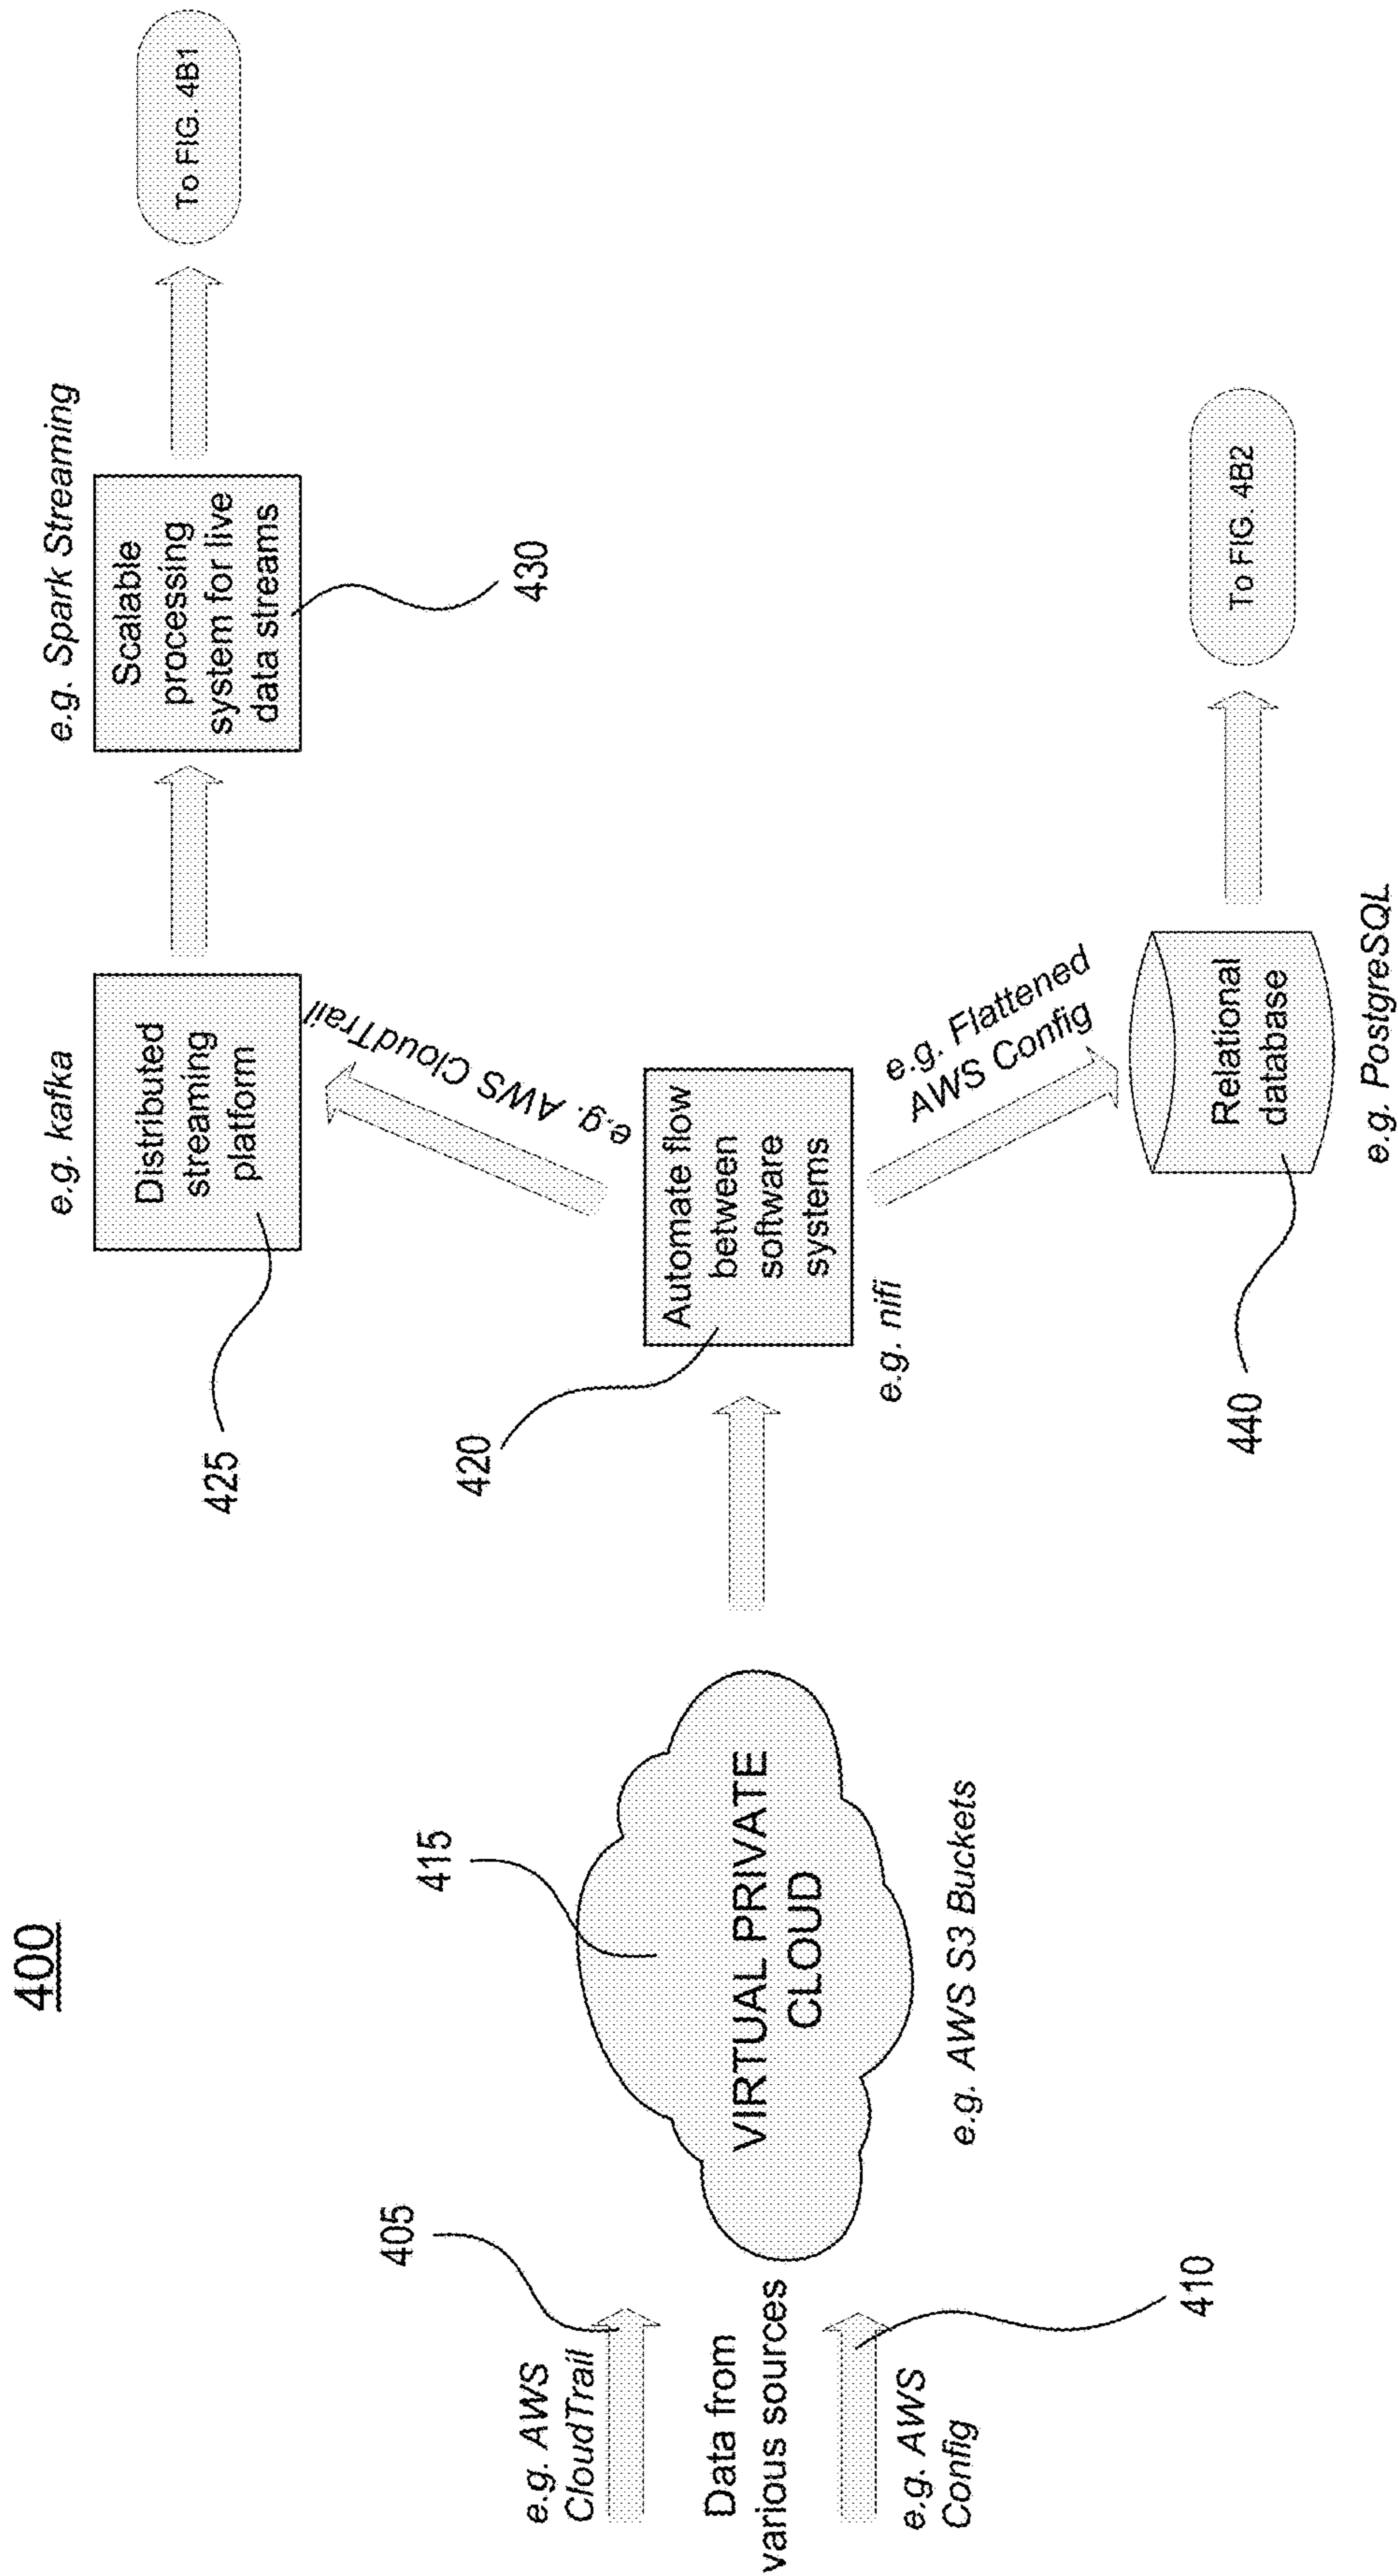 400
e.g. AWS
CloudTrail
405
Data from
various sources
e.g. AWS
Config
410
415
VIRTUAL PRIVATE
CLOUD
e.g. AWS S3 Buckets
420
Automate flow
between
software
systems
e.g. nifi
e.g. AWS CloudTrail
e.g. kafka
Distributed
streaming
platform
425
e.g. Spark Streaming
Scalable
processing
system for live
data streams
430
To FIG. 4B1
e.g. Flattened
AWS Config
Relational
database
440
e.g. PostgreSQL
To FIG. 4B2